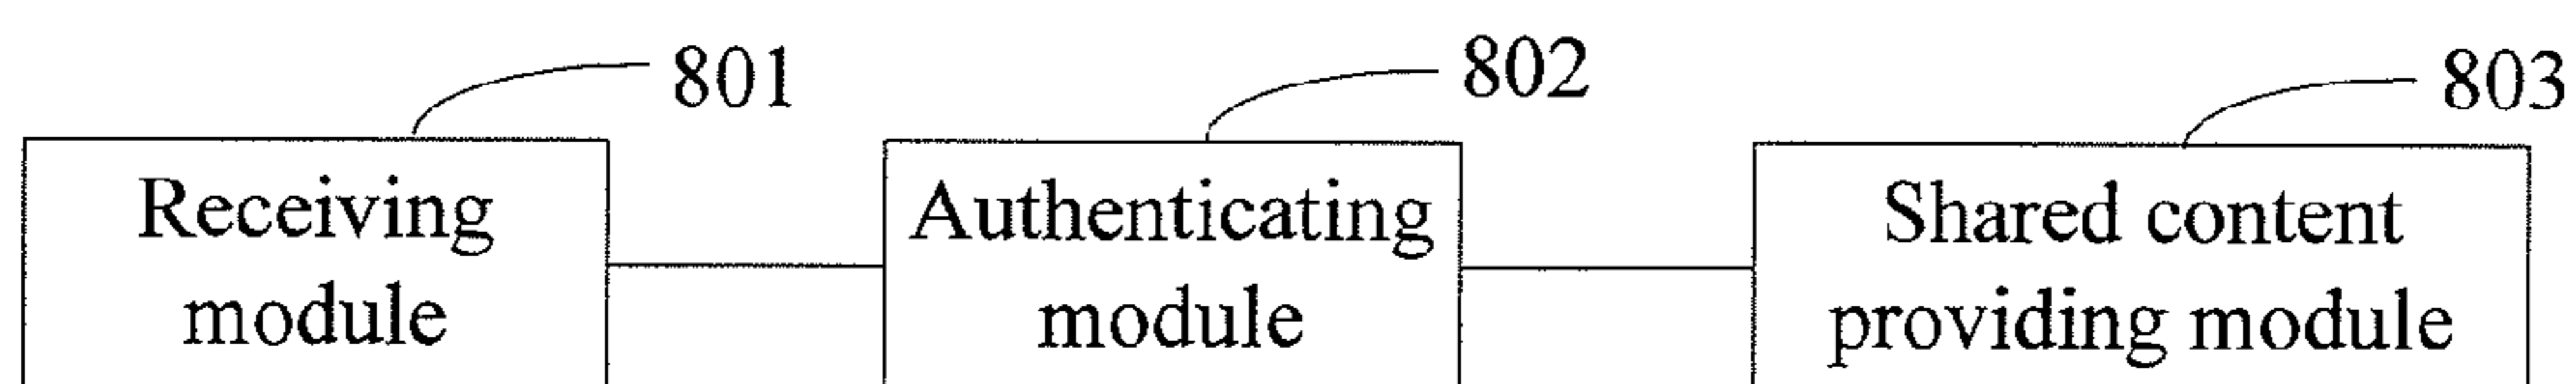 801
802
803
Receiving
module
Authenticating
module
Shared content
providing module